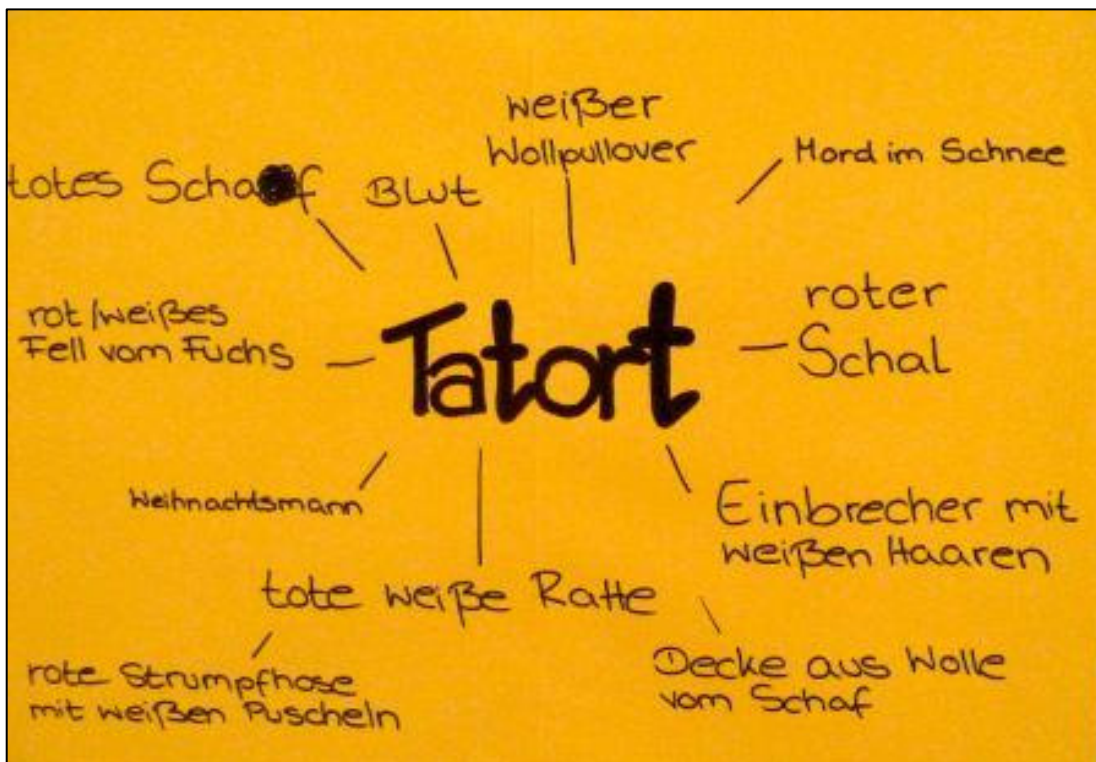 weißer
Wollpullover
Mord im Schnee
totes Schaf
Blut
rot/weißes
Fell vom Fuchs
Tatort
roter
Schal
Weihnachtsmann
Einbrecher mit
weißen Haaren
tote weiße Ratte
rote Strumpfhose
mit weißen Puscheln
Decke aus Wolle
vom Schaf